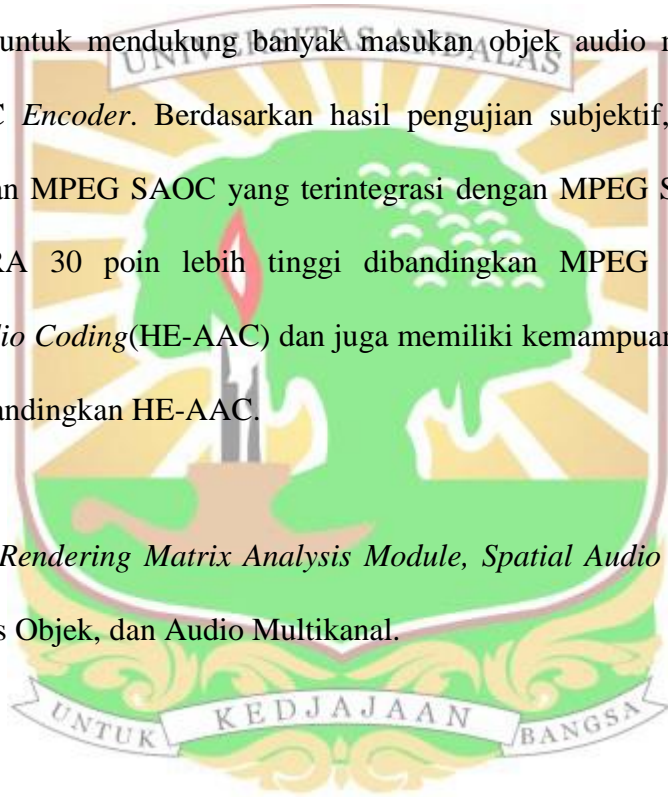 untuk mendukung banyak masukan objek audio
UNIVERSITAS ANDALAS
Encoder. Berdasarkan hasil pengujian subjektif,
MPEG SAOC yang terintegrasi dengan MPEG
RA 30 poin lebih tinggi dibandingkan MPEG
Coding(HE-AAC) dan juga memiliki kemampuan
andingkan HE-AAC.
Rendering Matrix Analysis Module, Spatial Audio
s Objek, dan Audio Multikanal.
UNTUK KEDJAJAAN BANGSA